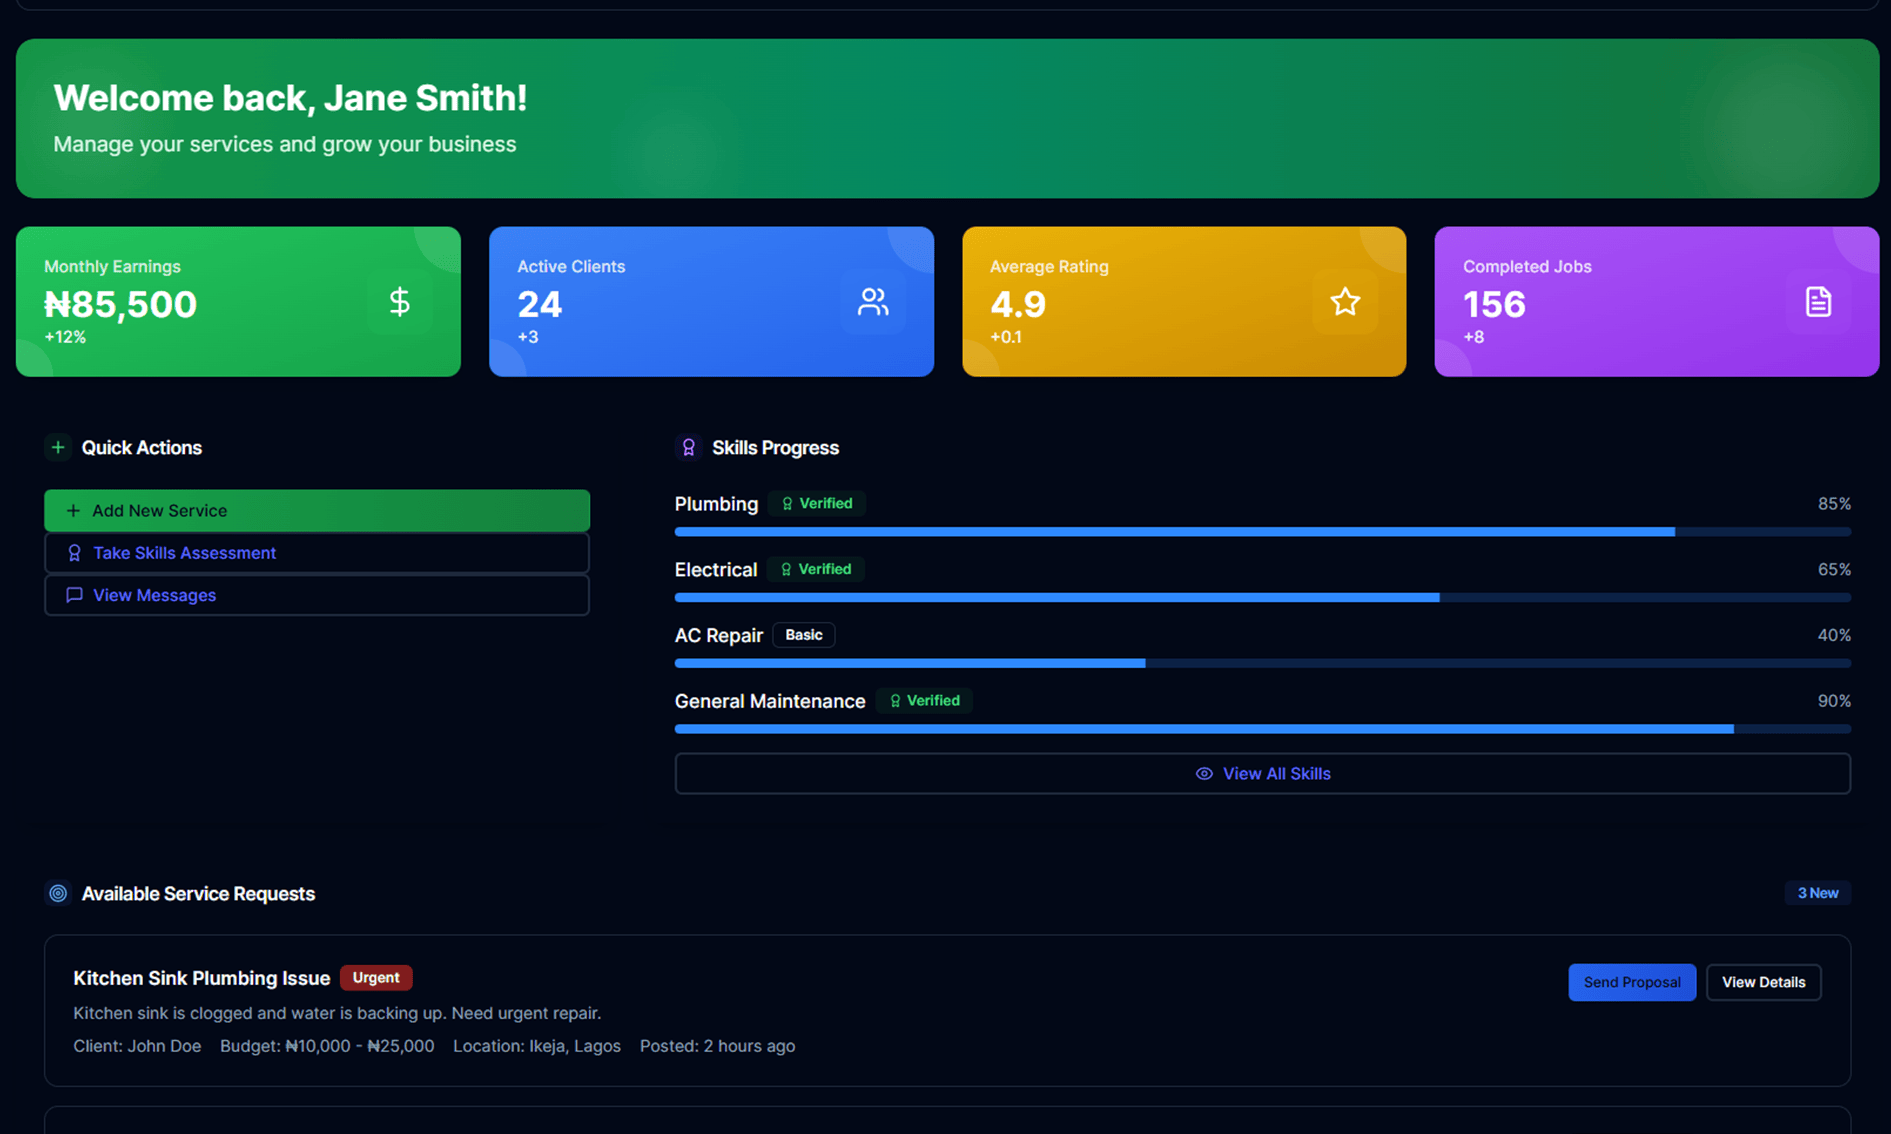 Welcome back, Jane Smith!
Manage your services and grow your business
Monthly Earnings
₦85,500
+12%
Active Clients
24
+3
Average Rating
4.9
+0.1
Completed Jobs
156
+8
Quick Actions
Add New Service
Take Skills Assessment
View Messages
Skills Progress
Plumbing Verified 85%
Electrical Verified 65%
AC Repair Basic 40%
General Maintenance Verified 90%
View All Skills
Available Service Requests 3 New
Kitchen Sink Plumbing Issue Urgent
Send Proposal View Details
Kitchen sink is clogged and water is backing up. Need urgent repair.
Client: John Doe Budget: ₦10,000 - ₦25,000 Location: Ikeja, Lagos Posted: 2 hours ago